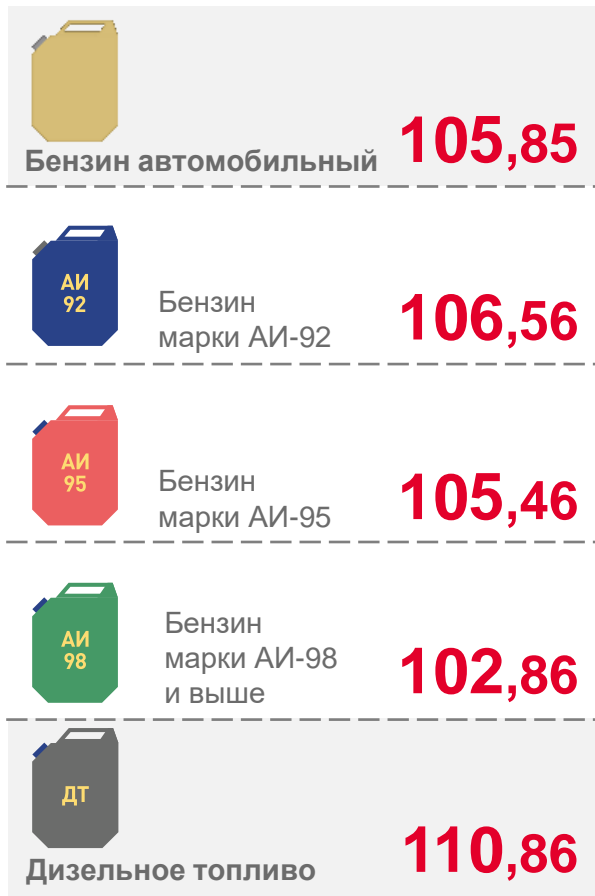 105,85
Бензин автомобильный
АИ
92
Бензин
марки АИ-92
106,56
АИ
95
Бензин
марки АИ-95
105,46
АИ
98
Бензин
марки АИ-98
и выше
102,86
ДТ
Дизельное топливо
110,86